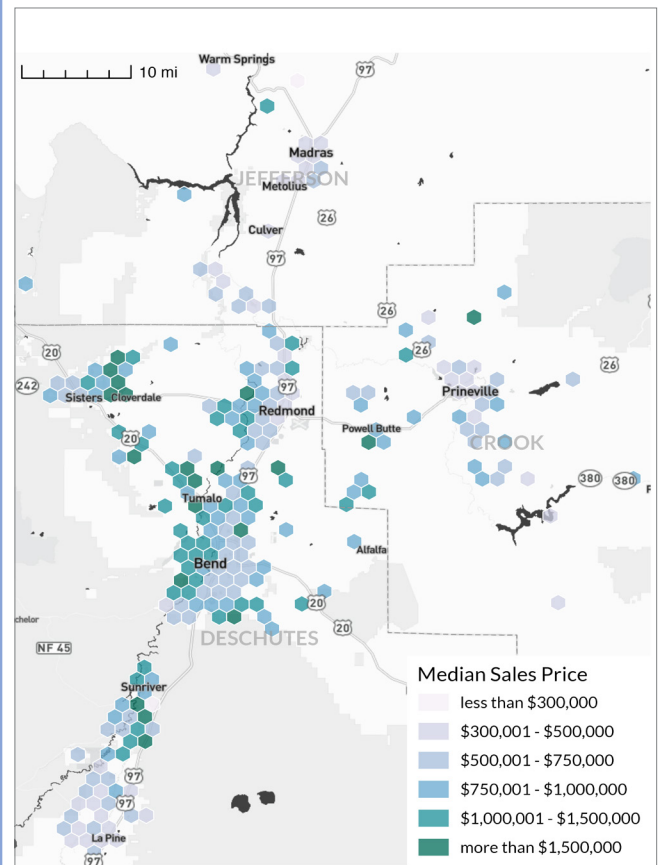 Warm Springs
10 mi
97
Madras
JEFFERSON
Metolius
26
Culver
97
26
20
26
26
242
Sisters
Cloverdale
97
Prineville
Redmond
Powell Butte
20
CROOK
97
380
380
Tumalo
Alfalfa
Bend
20
chelor
20
NF 45
DESCHUTES
Sunriver
97
97
La Pine
97
Median Sales Price
less than $300,000
$300,001 - $500,000
$500,001 - $750,000
$750,001 - $1,000,000
$1,000,001 - $1,500,000
more than $1,500,000